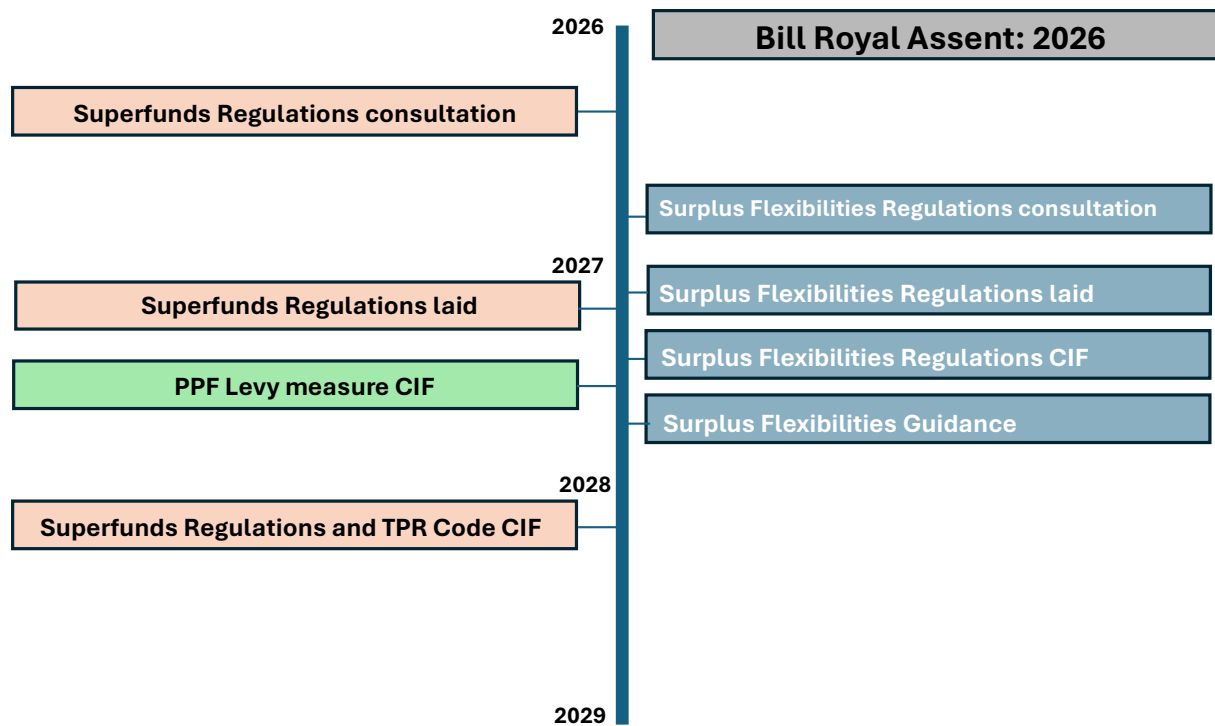 2026
Bill Royal Assent: 2026
Superfunds Regulations consultation
Surplus Flexibilities Regulations consultation
2027
Surplus Flexibilities Regulations laid
Superfunds Regulations laid
Surplus Flexibilities Regulations CIF
PPF Levy measure CIF
Surplus Flexibilities Guidance
2028
Superfunds Regulations and TPR Code CIF
2029